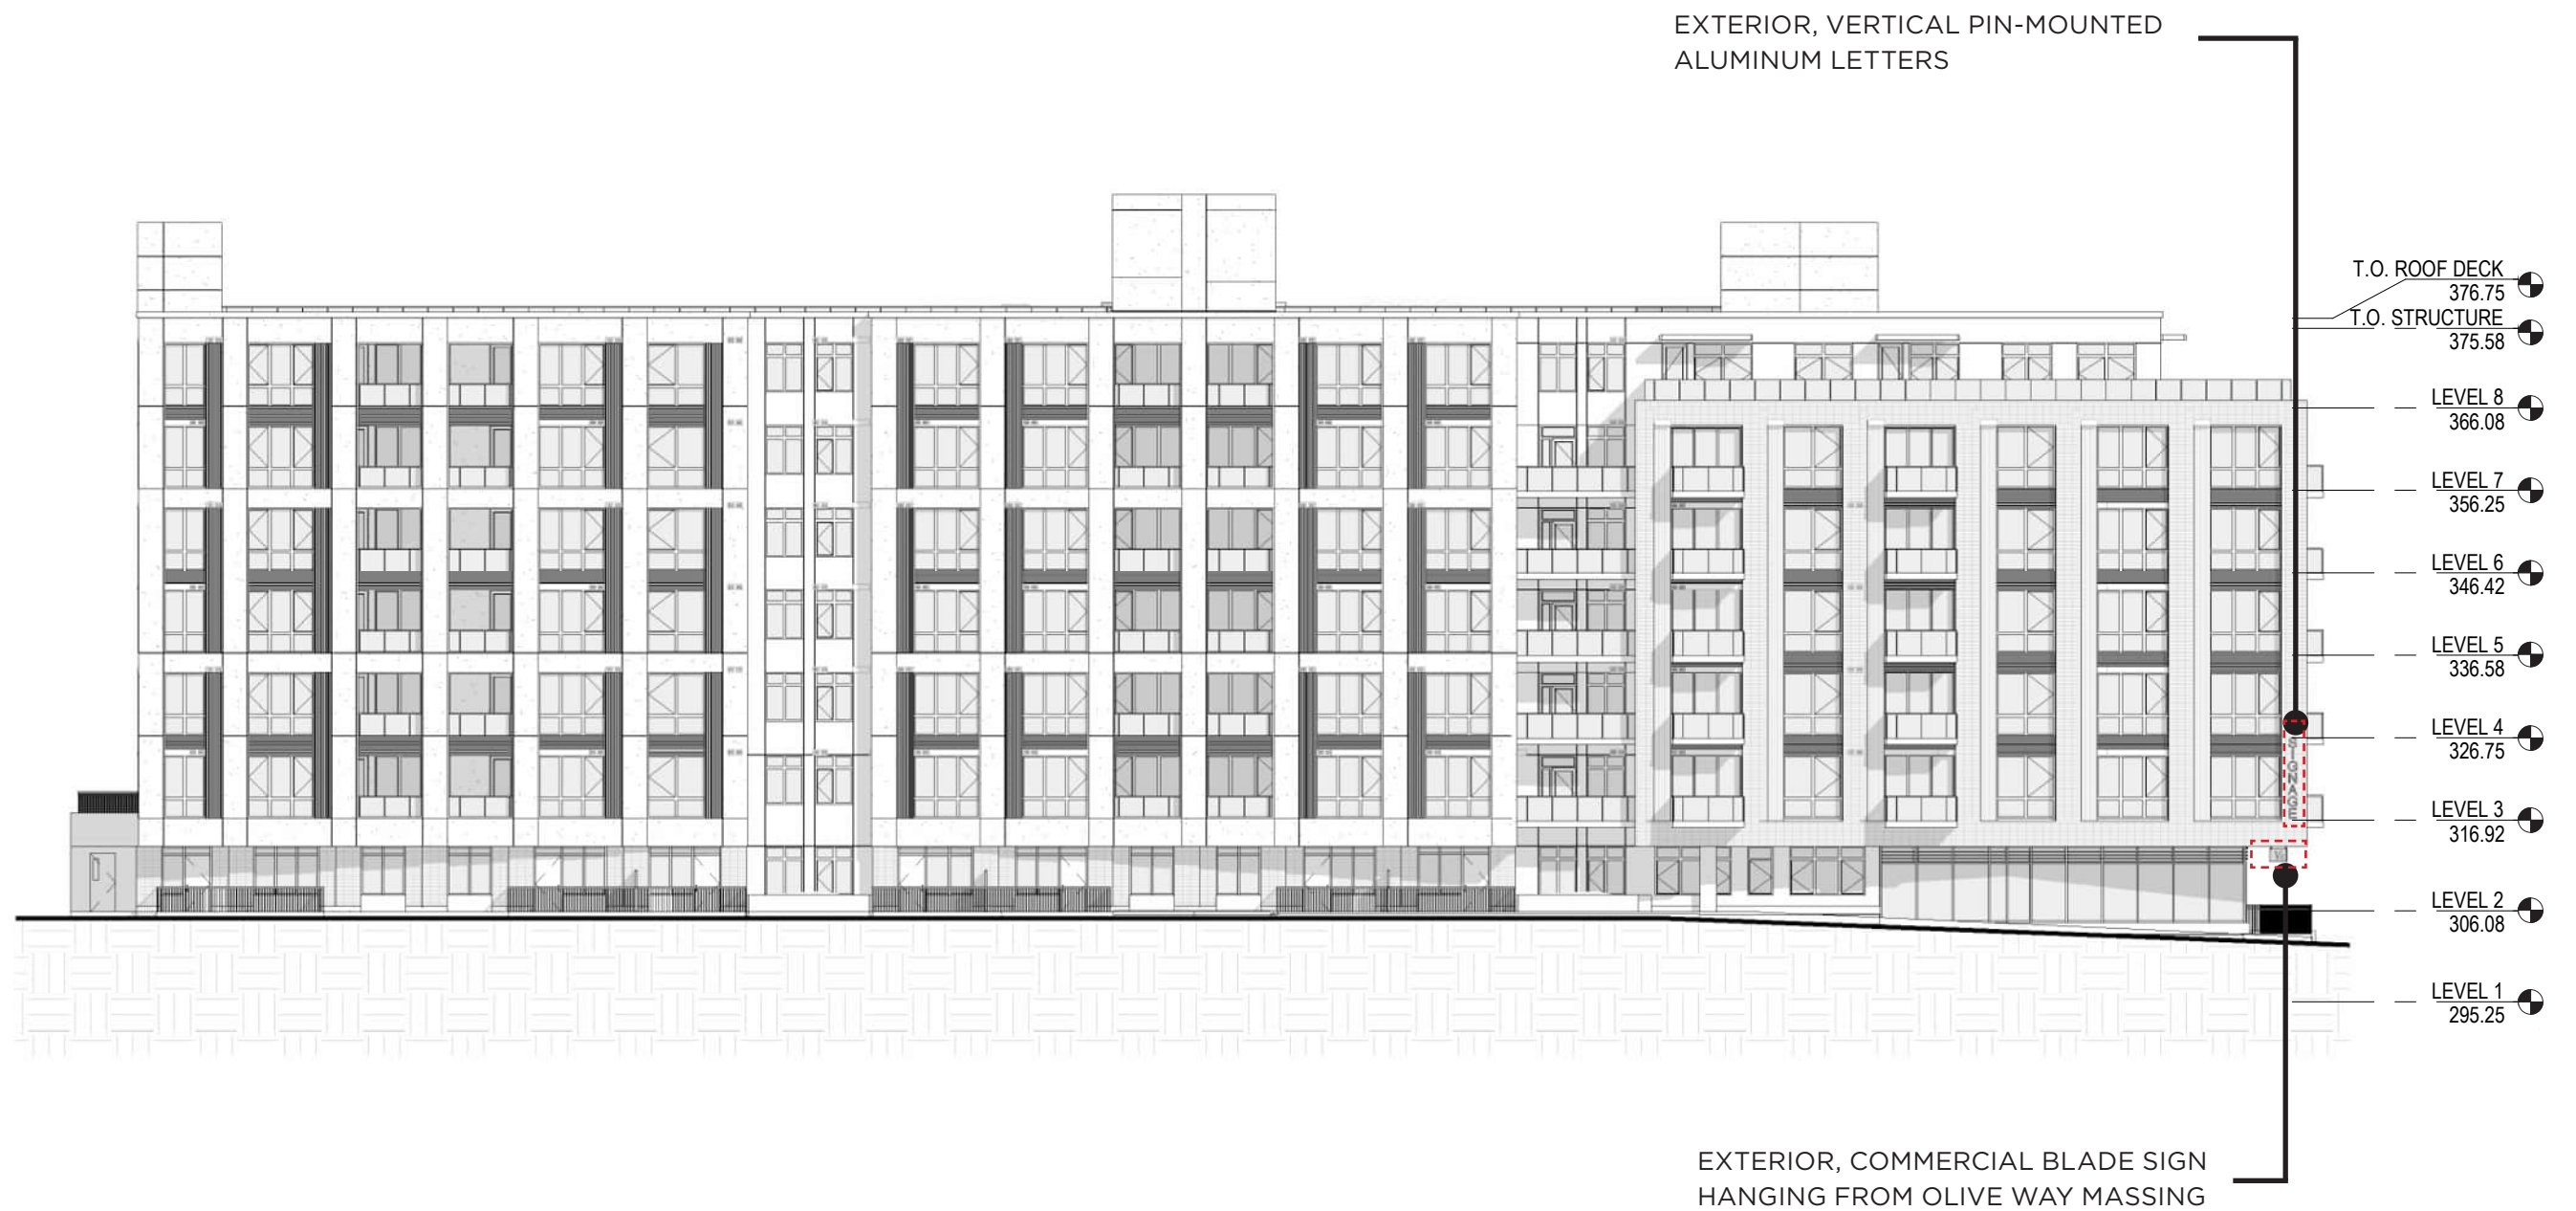 EXTERIOR, VERTICAL PIN-MOUNTED
ALUMINUM LETTERS
T.O. ROOF DECK
376.75
T.O. STRUCTURE
375.58
LEVEL 8
366.08
LEVEL 7
356.25
LEVEL 6
346.42
LEVEL 5
336.58
LEVEL 4
326.75
SIGNAGE
LEVEL 3
316.92
LEVEL 2
306.08
LEVEL 1
295.25
EXTERIOR, COMMERCIAL BLADE SIGN
HANGING FROM OLIVE WAY MASSING